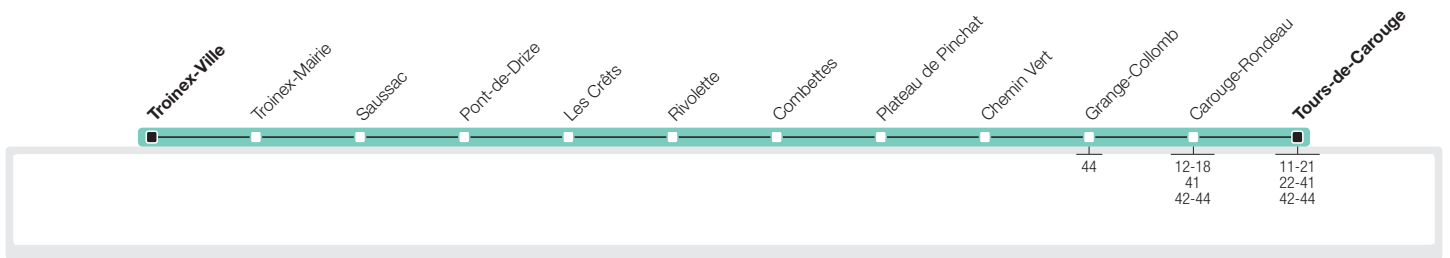 Troinex-Ville
Troinex-Mairie
Saussac
Pont-de-Drize
Les Crêts
Rivolette
Combettes
Plateau de Pinchat
Chemin Vert
Grange-Collomb
Carouge-Rondeau
Tours-de-Carouge
44
12-18
41
42-44
11-21
22-41
42-44